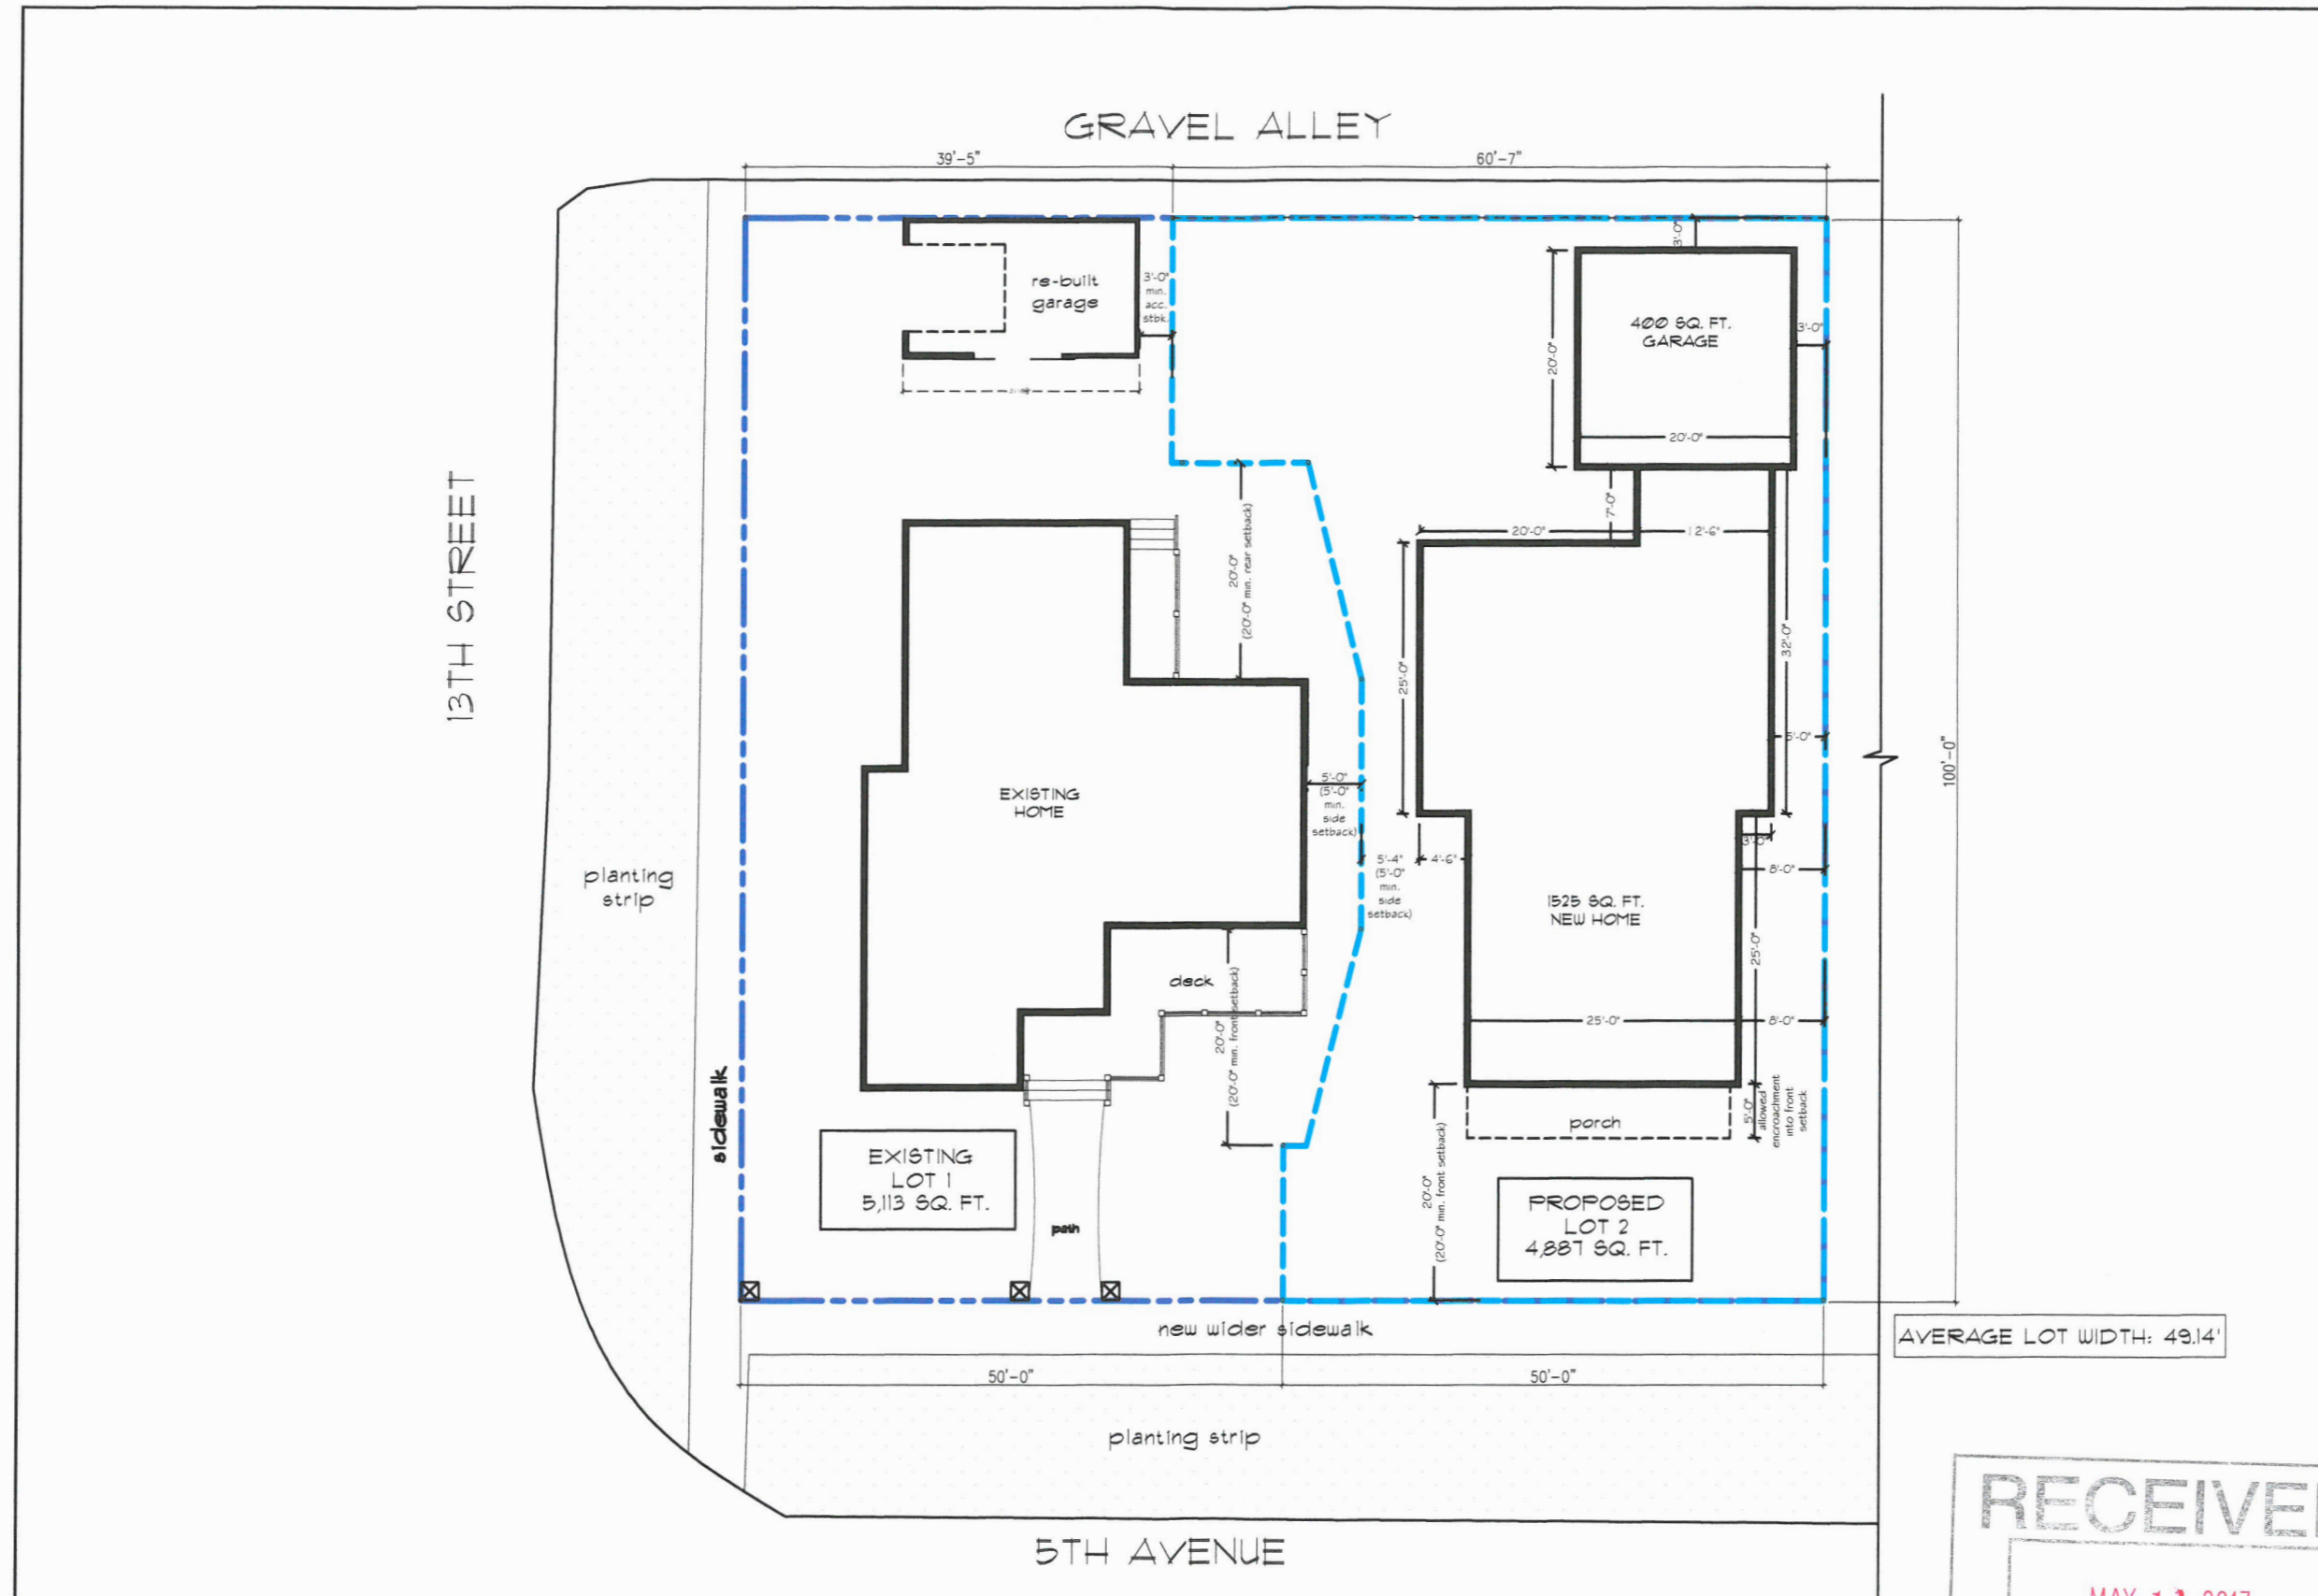 GRAVEL ALLEY
39'-5"
60'-7"
3'-0"
re-built
garage
3'-0"
min.
acc.
stbk.
400 SQ. FT.
GARAGE
3'-0"
20'-0"
20'-0"
13TH STREET
20'-0"
(20'-0" min. rear setback)
7'-0"
20'-0"
12'-6"
25'-0"
32'-0"
5'-0"
100'-0"
EXISTING
HOME
5'-0"
(5'-0"
min.
side
setback)
5'-4"
(5'-0"
min.
side
setback)
4'-6"
3'-0"
8'-0"
planting
strip
1525 SQ. FT.
NEW HOME
25'-0"
deck
20'-0"
(20'-0" min. front setback)
25'-0"
8'-0"
sidewalk
porch
5'-0"
allowed
encroachment
into front
setback
EXISTING
LOT 1
5,113 SQ. FT.
path
20'-0"
(20'-0" min. front setback)
PROPOSED
LOT 2
4,887 SQ. FT.
new wider sidewalk
AVERAGE LOT WIDTH: 49.14'
50'-0"
50'-0"
planting strip
5TH AVENUE
RECEIVE
MAY